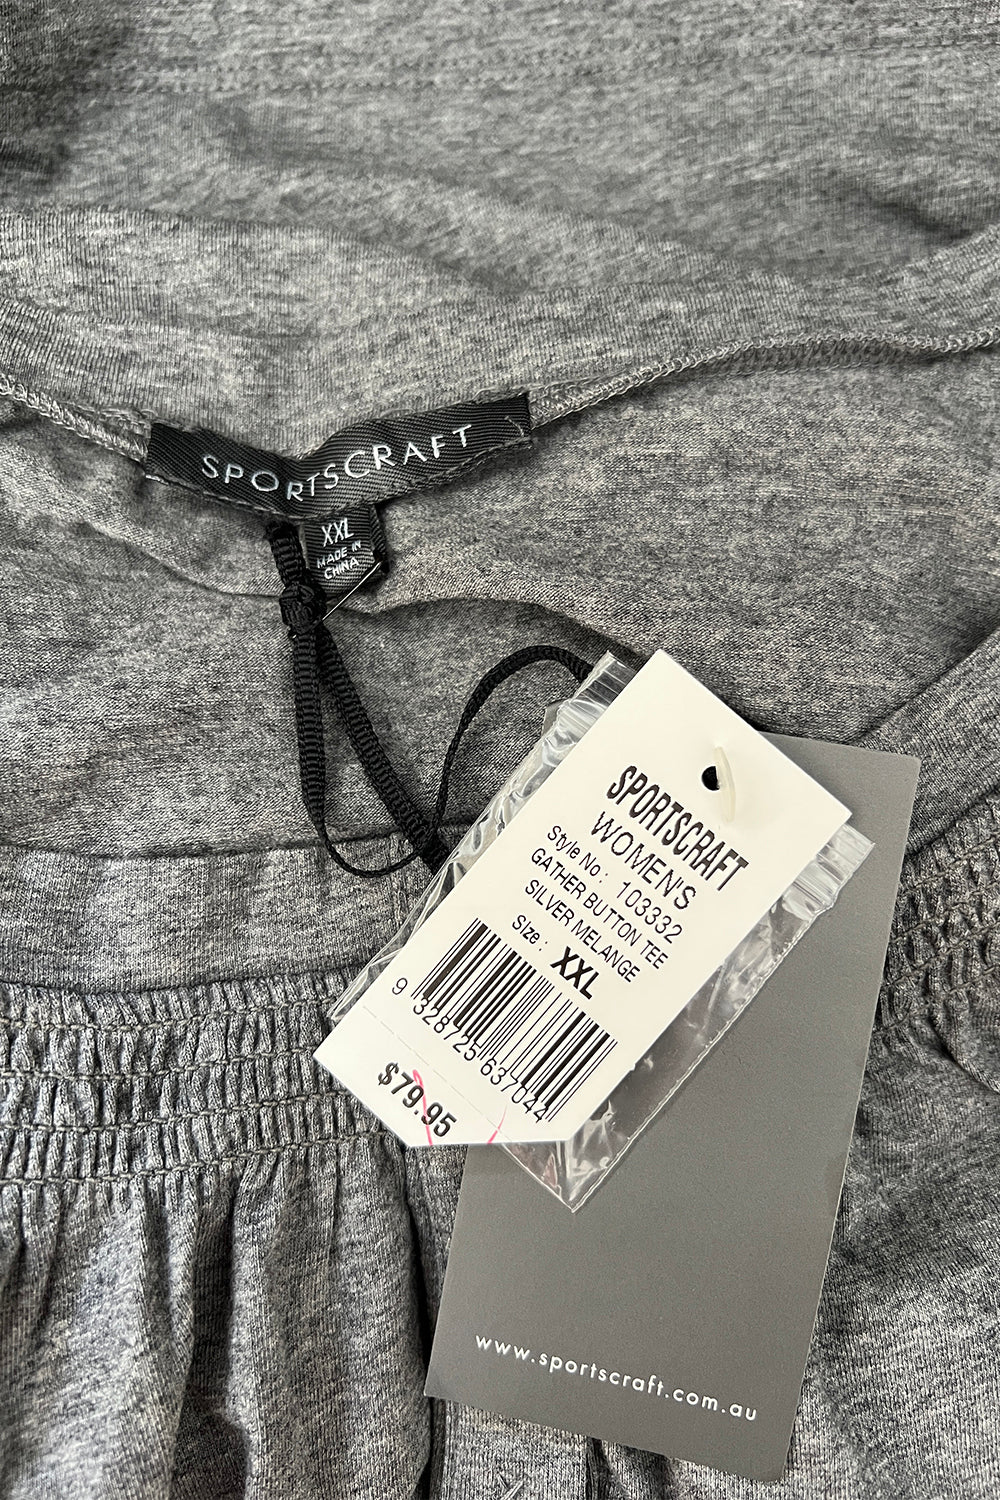 SPORTSCRAFT
XXL
MADE IN
CHINA
SPORTSCRAFT
WOMEN'S
Style No: 103332
GATHER BUTTON TEE
SILVER MELANGE
Size: XXL
9 328725 637044
$79.95
www.sportscraft.com.au